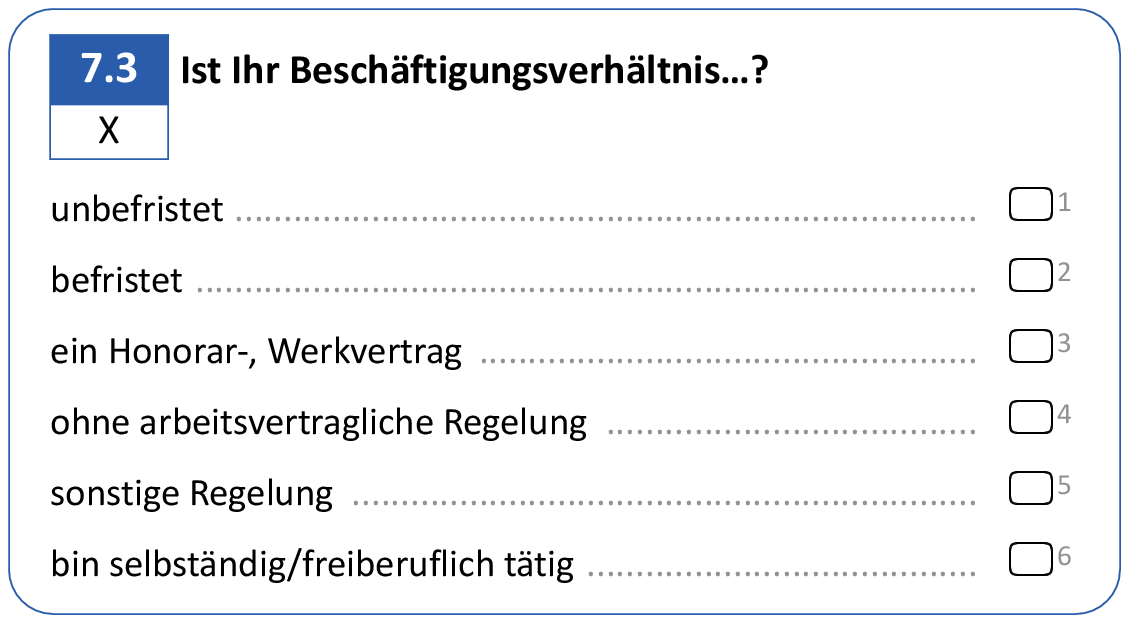 7.3 Ist Ihr Beschäftigungsverhältnis...?
X
unbefristet ........................................................................... 1
befristet ............................................................................... 2
ein Honorar-, Werkvertrag .................................................. 3
ohne arbeitsvertragliche Regelung ..................................... 4
sonstige Regelung ............................................................... 5
bin selbständig/freiberuflich tätig ....................................... 6